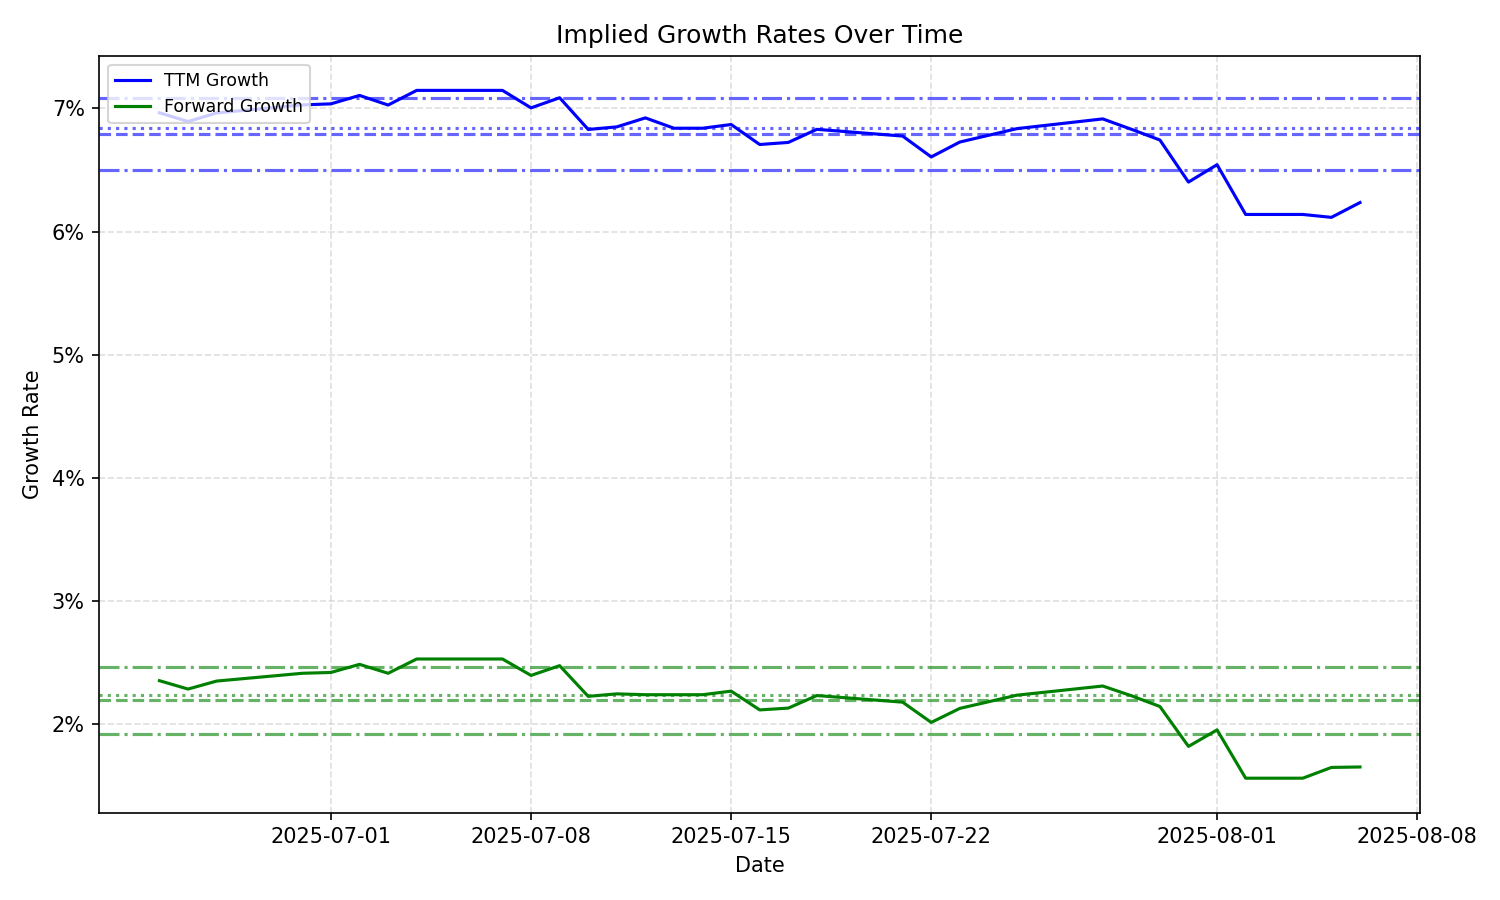 Implied Growth Rates Over Time
TTM Growth
Forward Growth
7%
6%
5%
4%
3%
2%
Growth Rate
2025-07-01
2025-07-08
2025-07-15
2025-07-22
2025-08-01
2025-08-08
Date